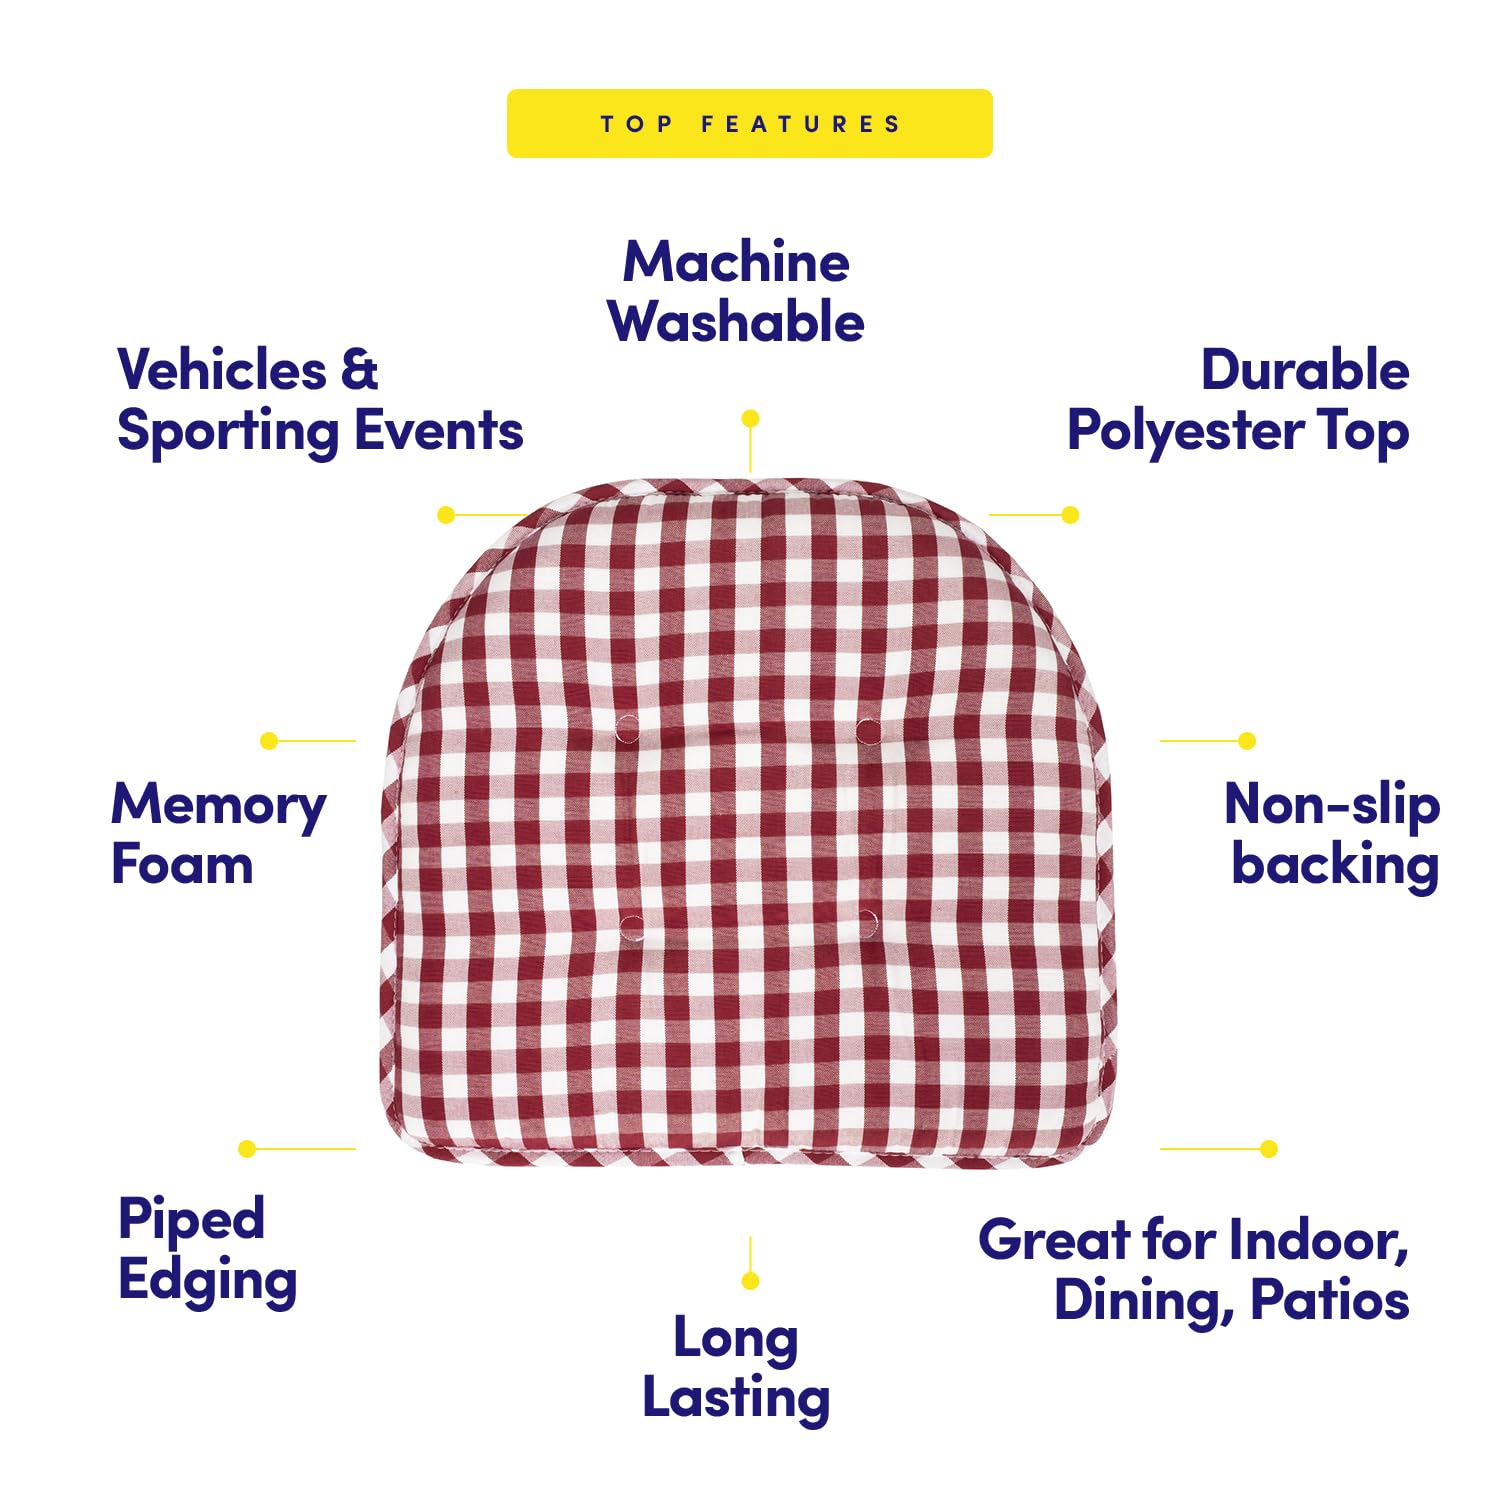 TOP FEATURES
Machine
Washable
Vehicles &
Sporting Events
Durable
Polyester Top
Memory
Foam
Non-slip
backing
Piped
Edging
Great for Indoor,
Dining, Patios
Long
Lasting